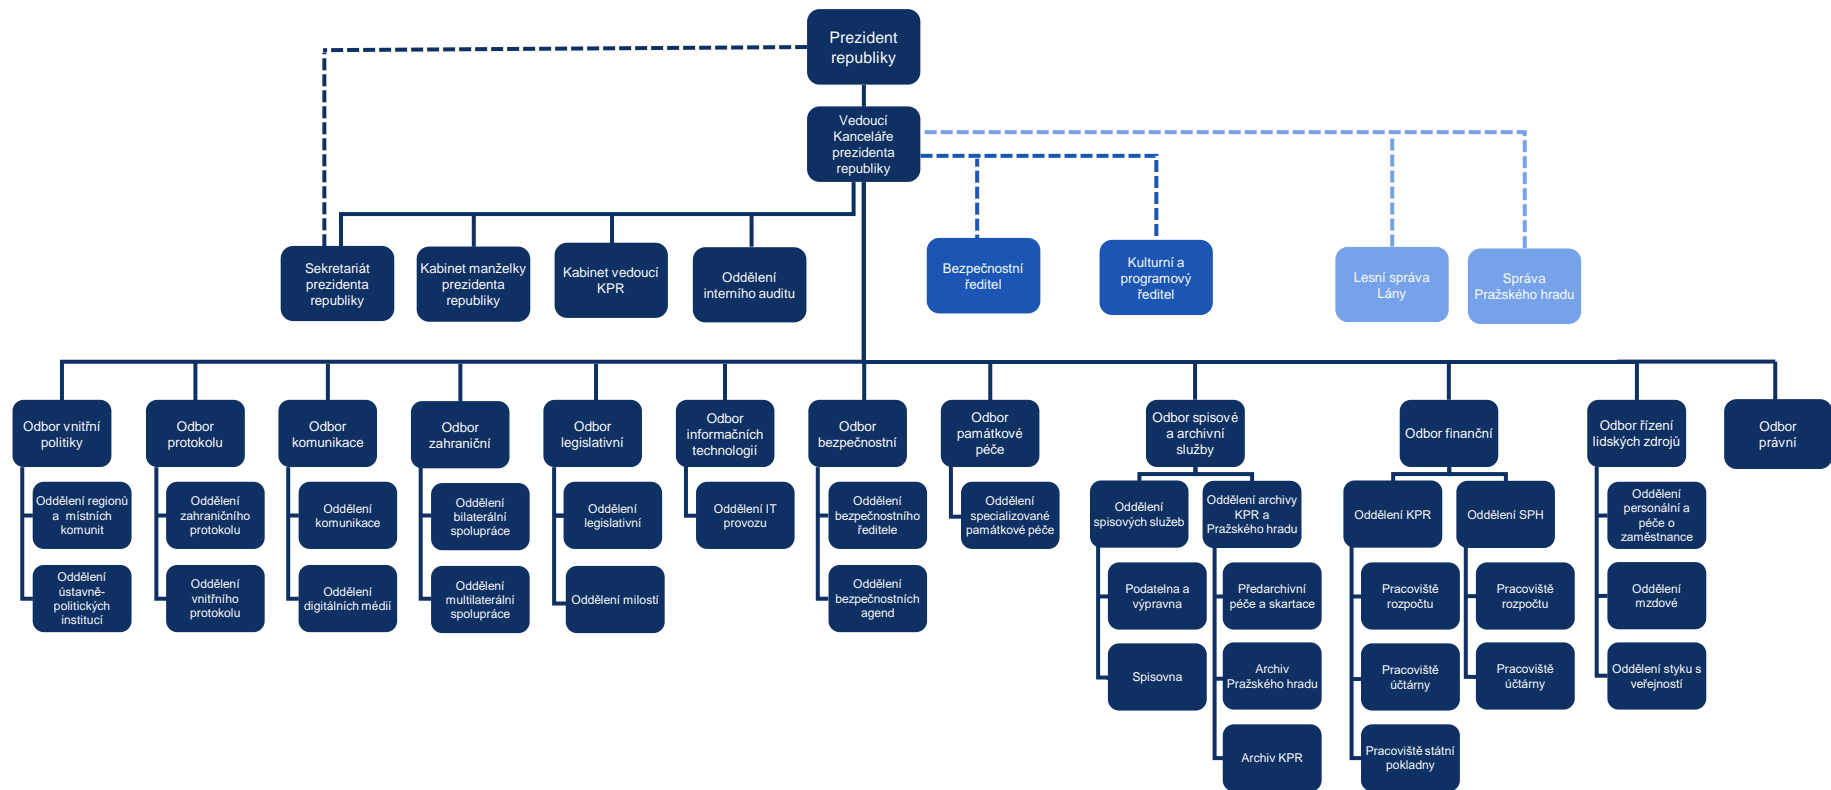 Prezident
republiky
Vedoucí
Kanceláře
prezidenta
republiky
Sekretariát
prezidenta
republiky
Kabinet manželky
prezidenta
republiky
Kabinet vedoucí
KPR
Oddělení
interního auditu
Bezpečnostní
ředitel
Kulturní a
programový
ředitel
Lesní správa
Lány
Správa
Pražského hradu
Odbor vnitřní
politiky
Odbor
protokolu
Odbor
komunikace
Odbor
zahraniční
Odbor
legislativní
Odbor
informačních
technologií
Odbor
bezpečnostní
Odbor
památkové
péče
Odbor spisové
a archivní
služby
Odbor finanční
Odbor řízení
lidských zdrojů
Odbor
právní
Oddělení regionů
a místních
komunit
Oddělení
ústavně-
politických
institucí
Oddělení
zahraničního
protokolu
Oddělení
vnitřního
protokolu
Oddělení
komunikace
Oddělení
digitálních médií
Oddělení
bilaterální
spolupráce
Oddělení
multilaterální
spolupráce
Oddělení
legislativní
Oddělení milostí
Oddělení IT
provozu
Oddělení
bezpečnostního
ředitele
Oddělení
bezpečnostních
agend
Oddělení
specializované
památkové péče
Oddělení
spisových služeb
Podatelna a
výpravna
Spisovna
Oddělení archivy
KPR a
Pražského hradu
Předarchivní
péče a skartace
Archiv
Pražského hradu
Archiv KPR
Oddělení KPR
Pracoviště
rozpočtu
Pracoviště
účtárny
Pracoviště státní
pokladny
Oddělení SPH
Pracoviště
rozpočtu
Pracoviště
účtárny
Oddělení
personální a
péče o
zaměstnance
Oddělení
mzdové
Oddělení styku s
veřejností